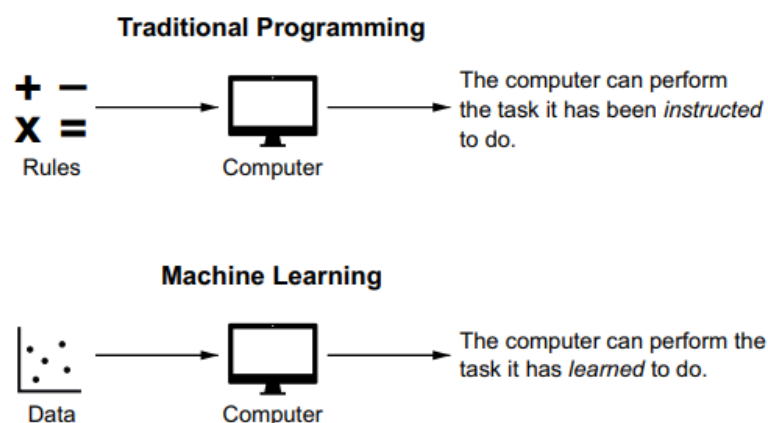 Traditional Programming
+ −
x =
Rules
Computer
The computer can perform
the task it has been instructed
to do.
Machine Learning
Data
Computer
The computer can perform the
task it has learned to do.